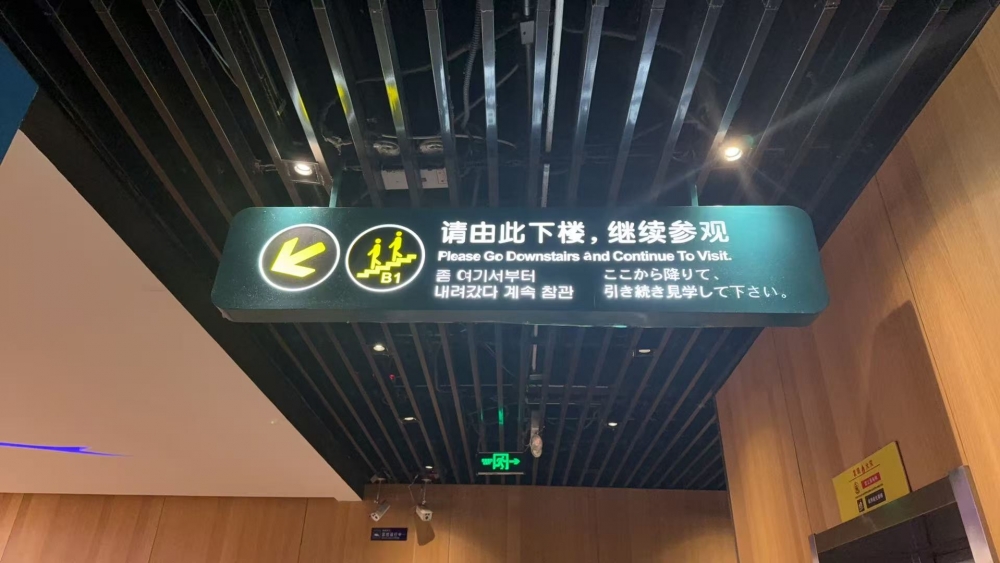 请由此下楼，继续参观
Please Go Downstairs and Continue To Visit.
좀 여기서부터
내려갔다 계속 참관
ここから降りて、
引き続き見学して下さい。
B1